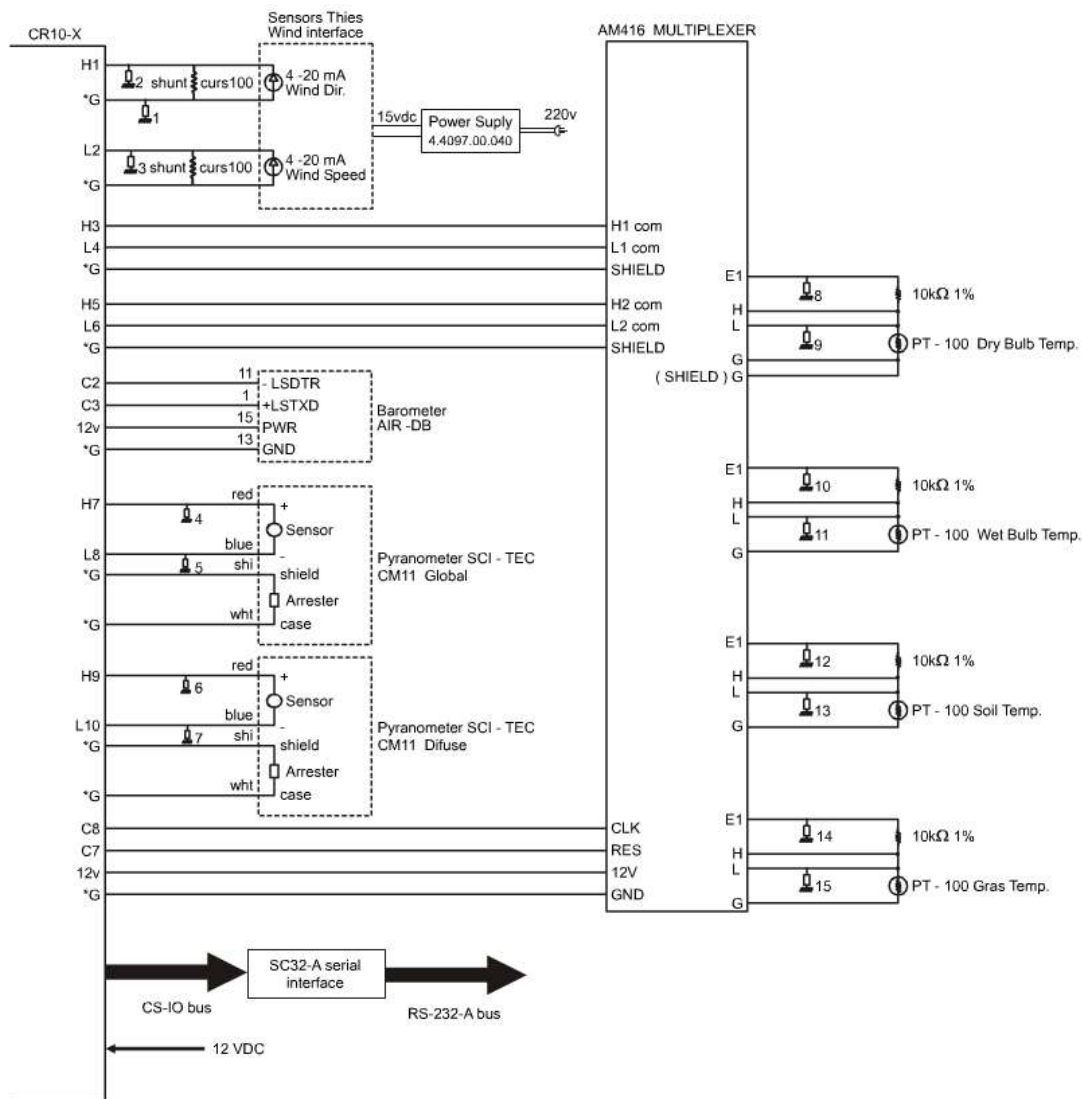 CR10-X
Sensors Thies
Wind interface
AM416 MULTIPLEXER
H1
2 shunt
curs100
4 -20 mA
Wind Dir.
*G
1
15vdc
Power Suply
4.4097.00.040
220v
L2
3 shunt
curs100
4 -20 mA
Wind Speed
*G
H3
H1 com
L4
L1 com
*G
SHIELD
H5
H2 com
L6
L2 com
*G
SHIELD
E1
8
10kΩ 1%
H
L
9
PT - 100 Dry Bulb Temp.
G
( SHIELD ) G
C2
11
- LSDTR
C3
1
+LSTXD
12v
15
PWR
*G
13
GND
Barometer
AIR -DB
E1
10
10kΩ 1%
H
L
11
PT - 100 Wet Bulb Temp.
G
H7
4
red
+
Sensor
L8
blue
-
*G
5
shi
shield
Arrester
*G
wht
case
Pyranometer SCI - TEC
CM11 Global
E1
12
10kΩ 1%
H
L
13
PT - 100 Soil Temp.
G
H9
6
red
+
Sensor
L10
blue
-
*G
7
shi
shield
Arrester
*G
wht
case
Pyranometer SCI - TEC
CM11 Difuse
C8
CLK
C7
RES
12v
12V
*G
GND
E1
14
10kΩ 1%
H
L
15
PT - 100 Gras Temp.
G
SC32-A serial
interface
CS-IO bus
RS-232-A bus
12 VDC